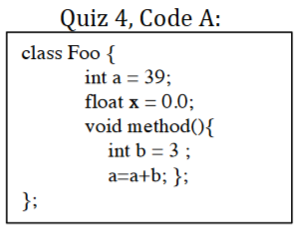 Quiz 4, Code A:
class Foo {
int a = 39;
float x = 0.0;
void method(){
int b = 3 ;
a=a+b; };
};